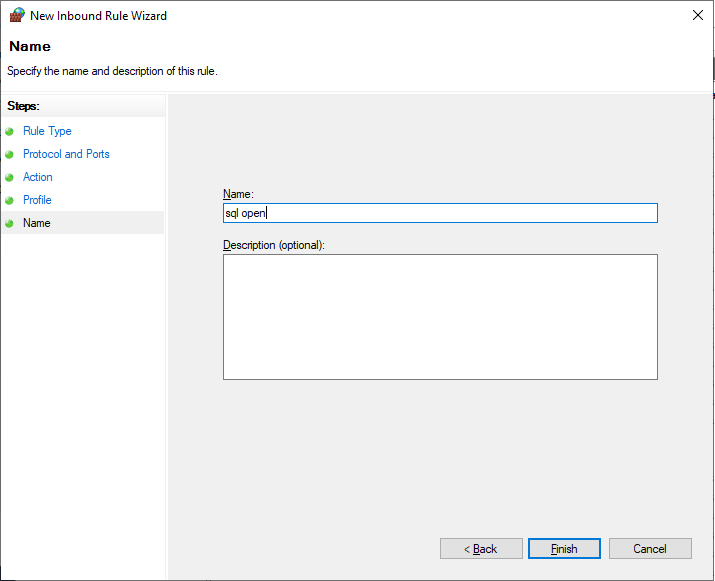 New Inbound Rule Wizard
Name
Specify the name and description of this rule.
Steps:
Rule Type
Protocol and Ports
Action
Profile
Name
Name:
sql open
Description (optional):
< Back
Finish
Cancel